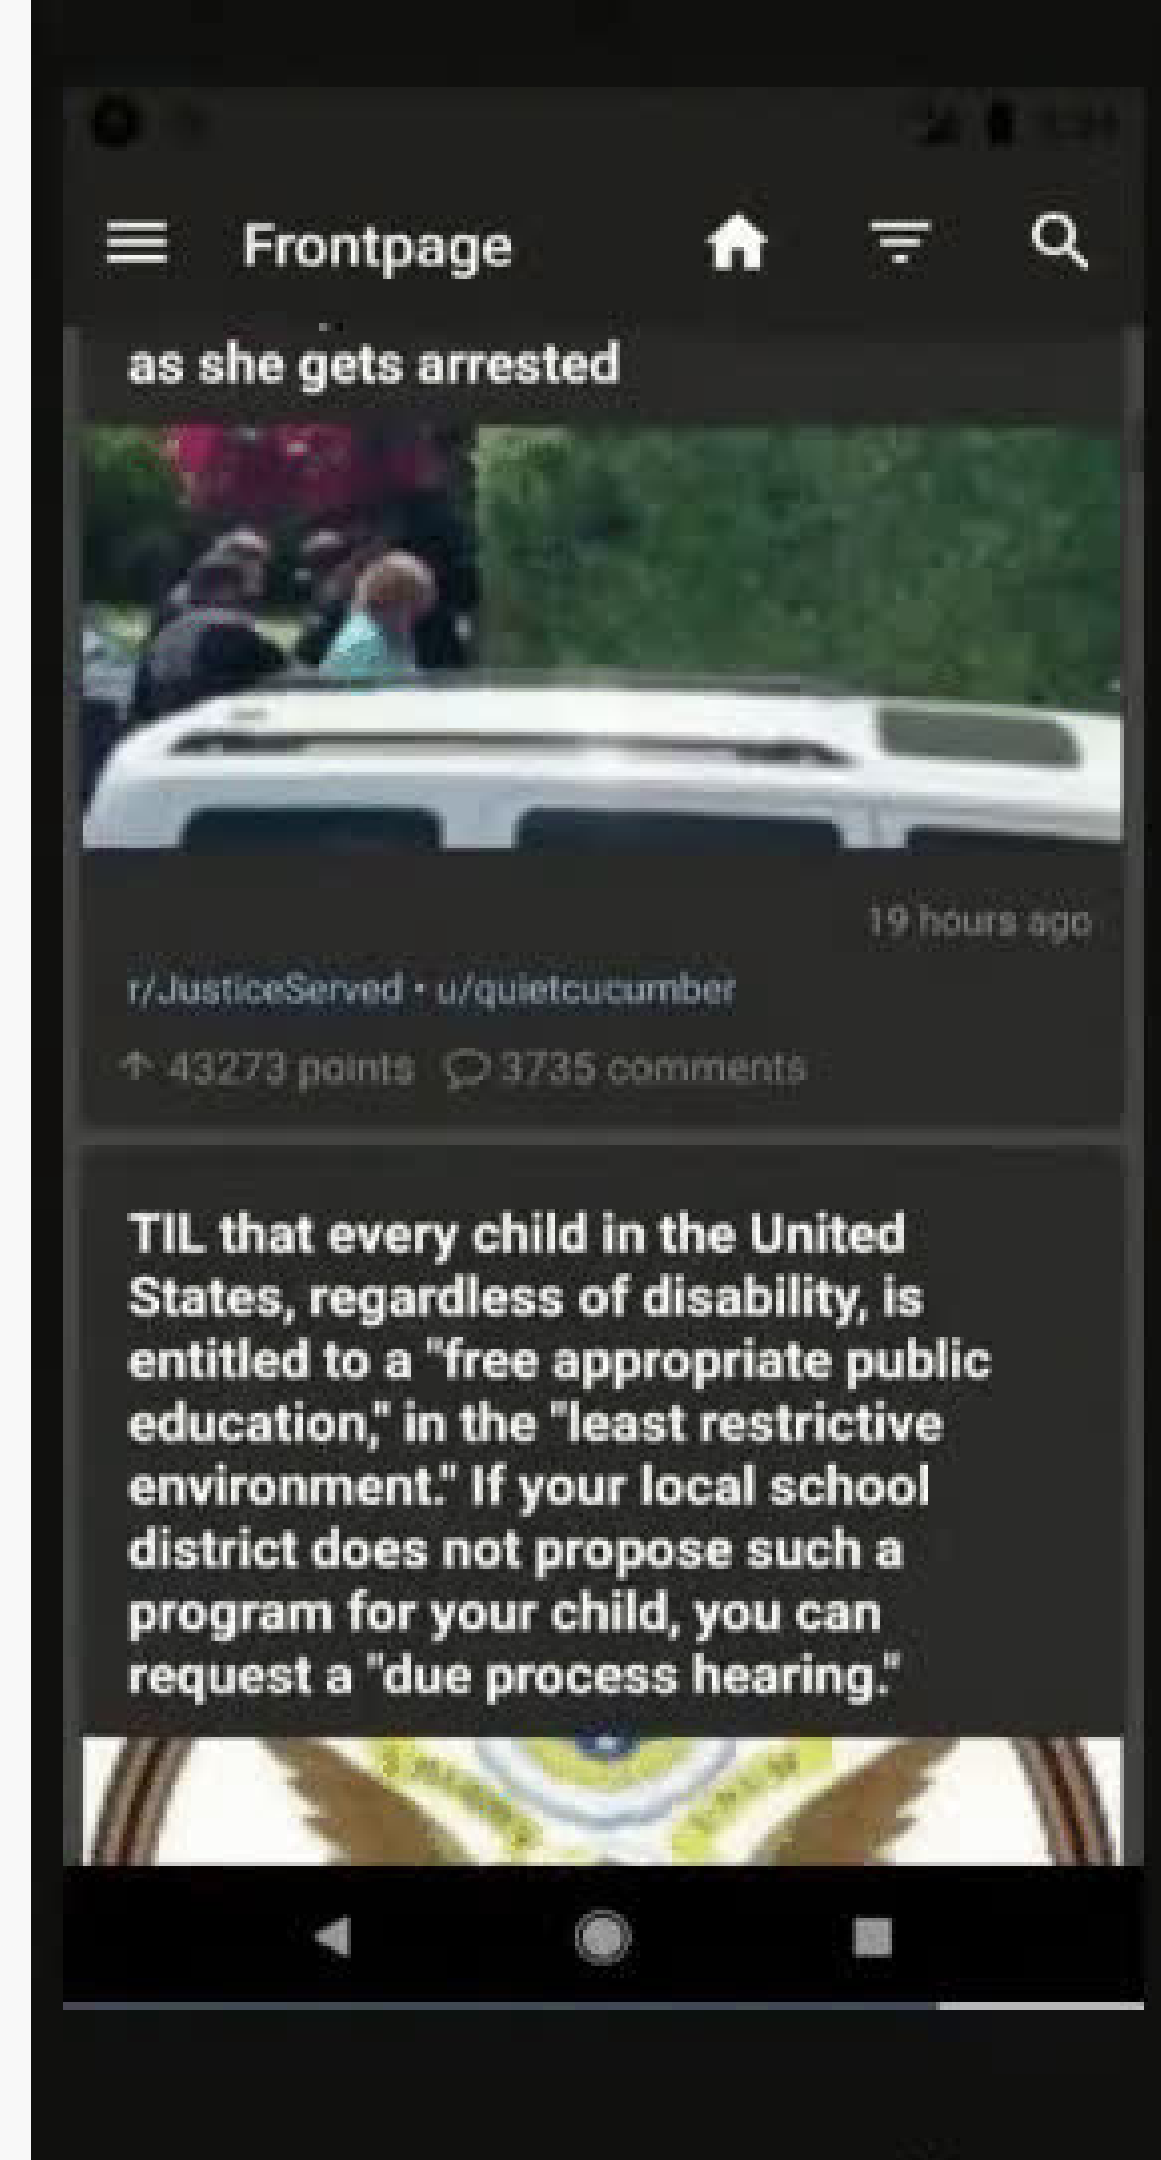 Frontpage
as she gets arrested
19 hours ago
r/JusticeServed • u/quietcucumber
43273 points 3735 comments
TIL that every child in the United
States, regardless of disability, is
entitled to a "free appropriate public
education," in the "least restrictive
environment." If your local school
district does not propose such a
program for your child, you can
request a "due process hearing."